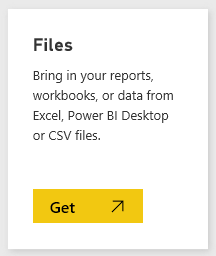 Files
Bring in your reports,
workbooks, or data from
Excel, Power BI Desktop
or CSV files.
Get